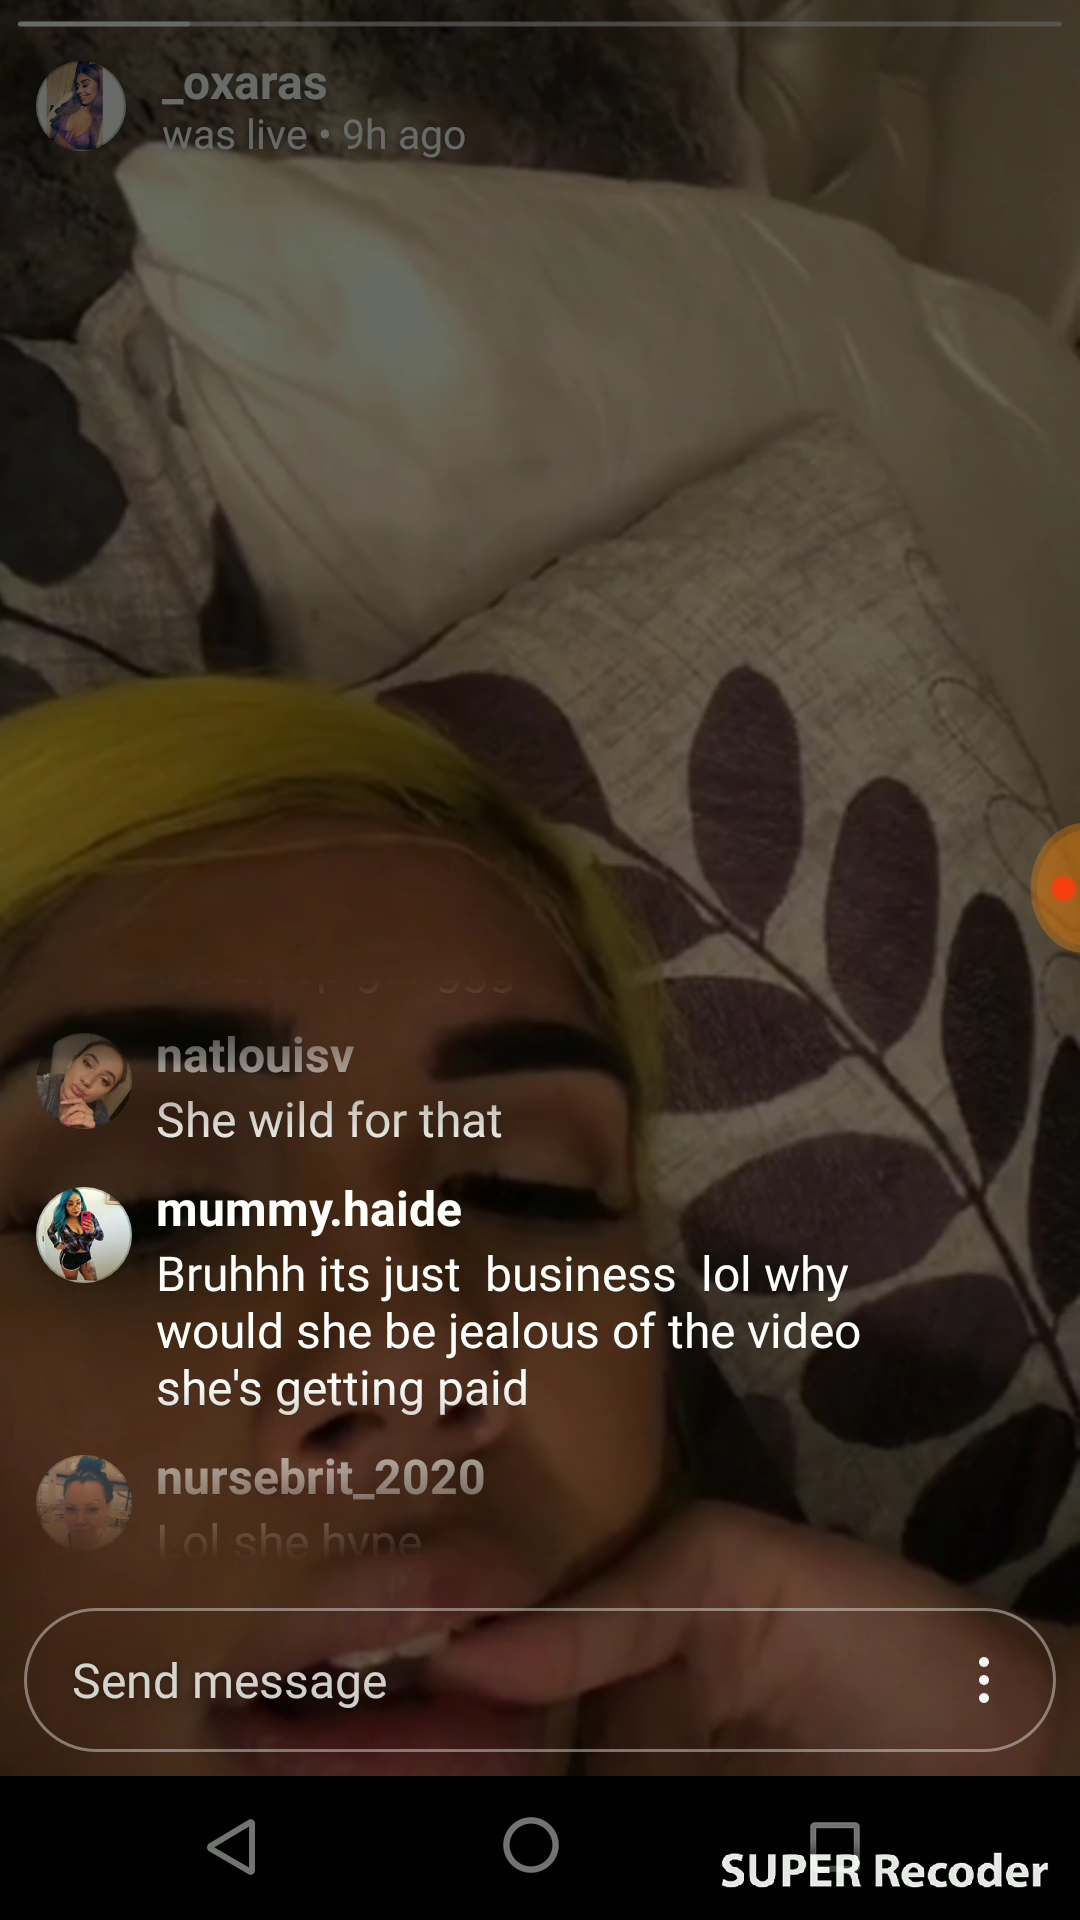 _oxaras
was live • 9h ago
natlouisv
She wild for that
mummy.haide
Bruhhh its just  business  lol why
would she be jealous of the video
she's getting paid
nursebrit_2020
Lol she hype
Send message
SUPER Recoder